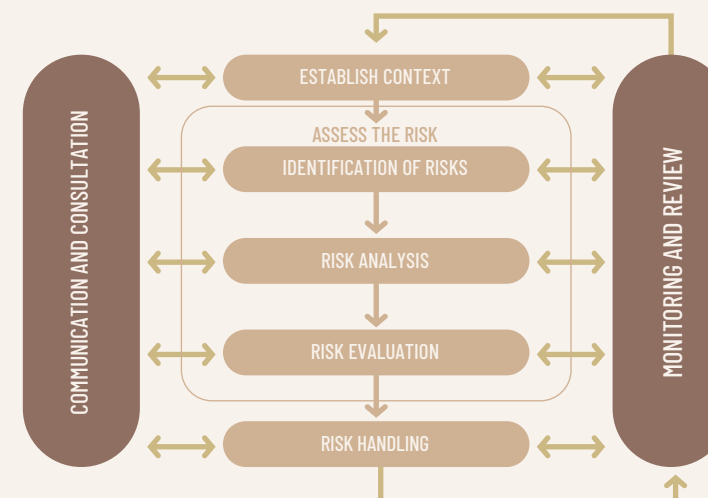 COMMUNICATION AND CONSULTATION
ESTABLISH CONTEXT
ASSESS THE RISK
IDENTIFICATION OF RISKS
RISK ANALYSIS
RISK EVALUATION
RISK HANDLING
MONITORING AND REVIEW